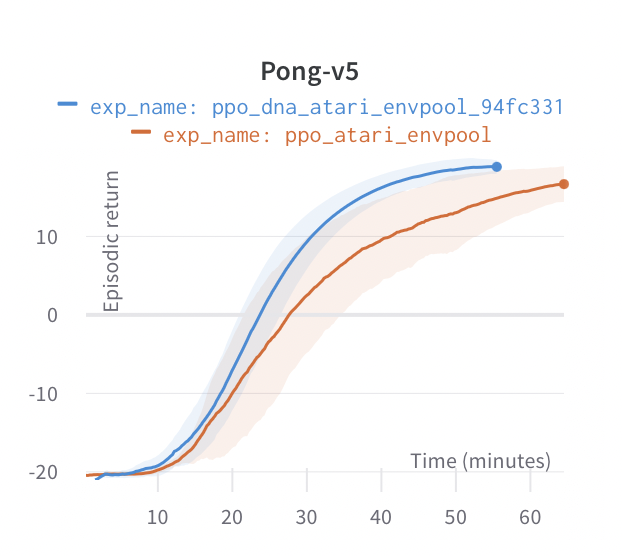 Pong-v5
exp_name: ppo_dna_atari_envpool_94fc331
exp_name: ppo_atari_envpool
Episodic return
10
0
-10
-20
Time (minutes)
10 20 30 40 50 60